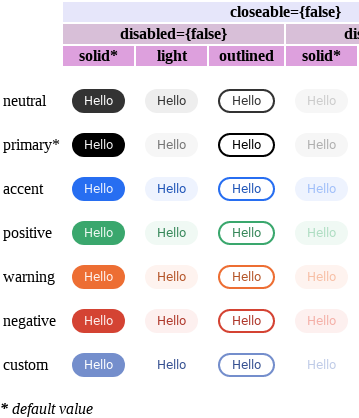 closeable={false}
disabled={false} dis
solid* light outlined solid*
neutral Hello Hello Hello Hello
primary* Hello Hello Hello Hello
accent Hello Hello Hello Hello
positive Hello Hello Hello Hello
warning Hello Hello Hello Hello
negative Hello Hello Hello Hello
custom Hello Hello Hello Hello
* default value